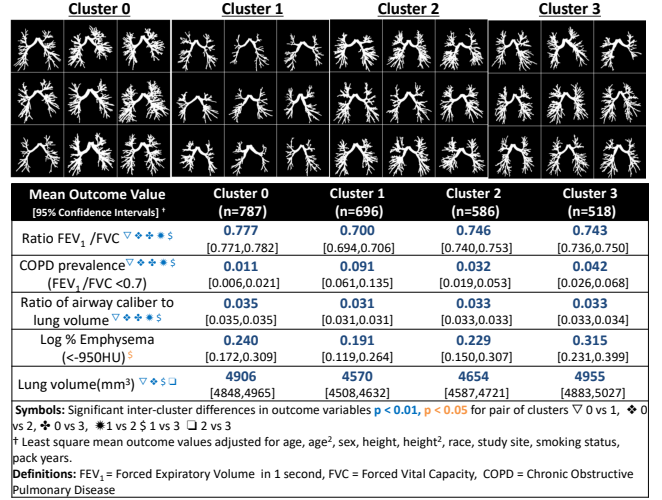 Cluster 0 Cluster 1 Cluster 2 Cluster 3
Mean Outcome Value Cluster 0 Cluster 1 Cluster 2 Cluster 3
[95% Confidence Intervals] † (n=787) (n=696) (n=586) (n=518)
Ratio FEV₁ /FVC ▽ ❖ ✤ ✹ $ 0.777 0.700 0.746 0.743
[0.771,0.782] [0.694,0.706] [0.740,0.753] [0.736,0.750]
COPD prevalence ▽ ❖ ✤ ✹ $ 0.011 0.091 0.032 0.042
(FEV₁/FVC <0.7) [0.006,0.021] [0.061,0.135] [0.019,0.053] [0.026,0.068]
Ratio of airway caliber to 0.035 0.031 0.033 0.033
lung volume ▽ ❖ ✤ ✹ $ [0.035,0.035] [0.031,0.031] [0.033,0.033] [0.033,0.034]
Log % Emphysema 0.240 0.191 0.229 0.315
(<-950HU) $ [0.172,0.309] [0.119,0.264] [0.150,0.307] [0.231,0.399]
Lung volume(mm³) ▽ ❖ $ ❑ 4906 4570 4654 4955
[4848,4965] [4508,4632] [4587,4721] [4883,5027]
Symbols: Significant inter-cluster differences in outcome variables p < 0.01, p < 0.05 for pair of clusters ▽ 0 vs 1, ❖ 0
vs 2, ✤ 0 vs 3, ✹1 vs 2 $ 1 vs 3 ❑ 2 vs 3
† Least square mean outcome values adjusted for age, age², sex, height, height², race, study site, smoking status,
pack years.
Definitions: FEV₁ = Forced Expiratory Volume in 1 second, FVC = Forced Vital Capacity, COPD = Chronic Obstructive
Pulmonary Disease